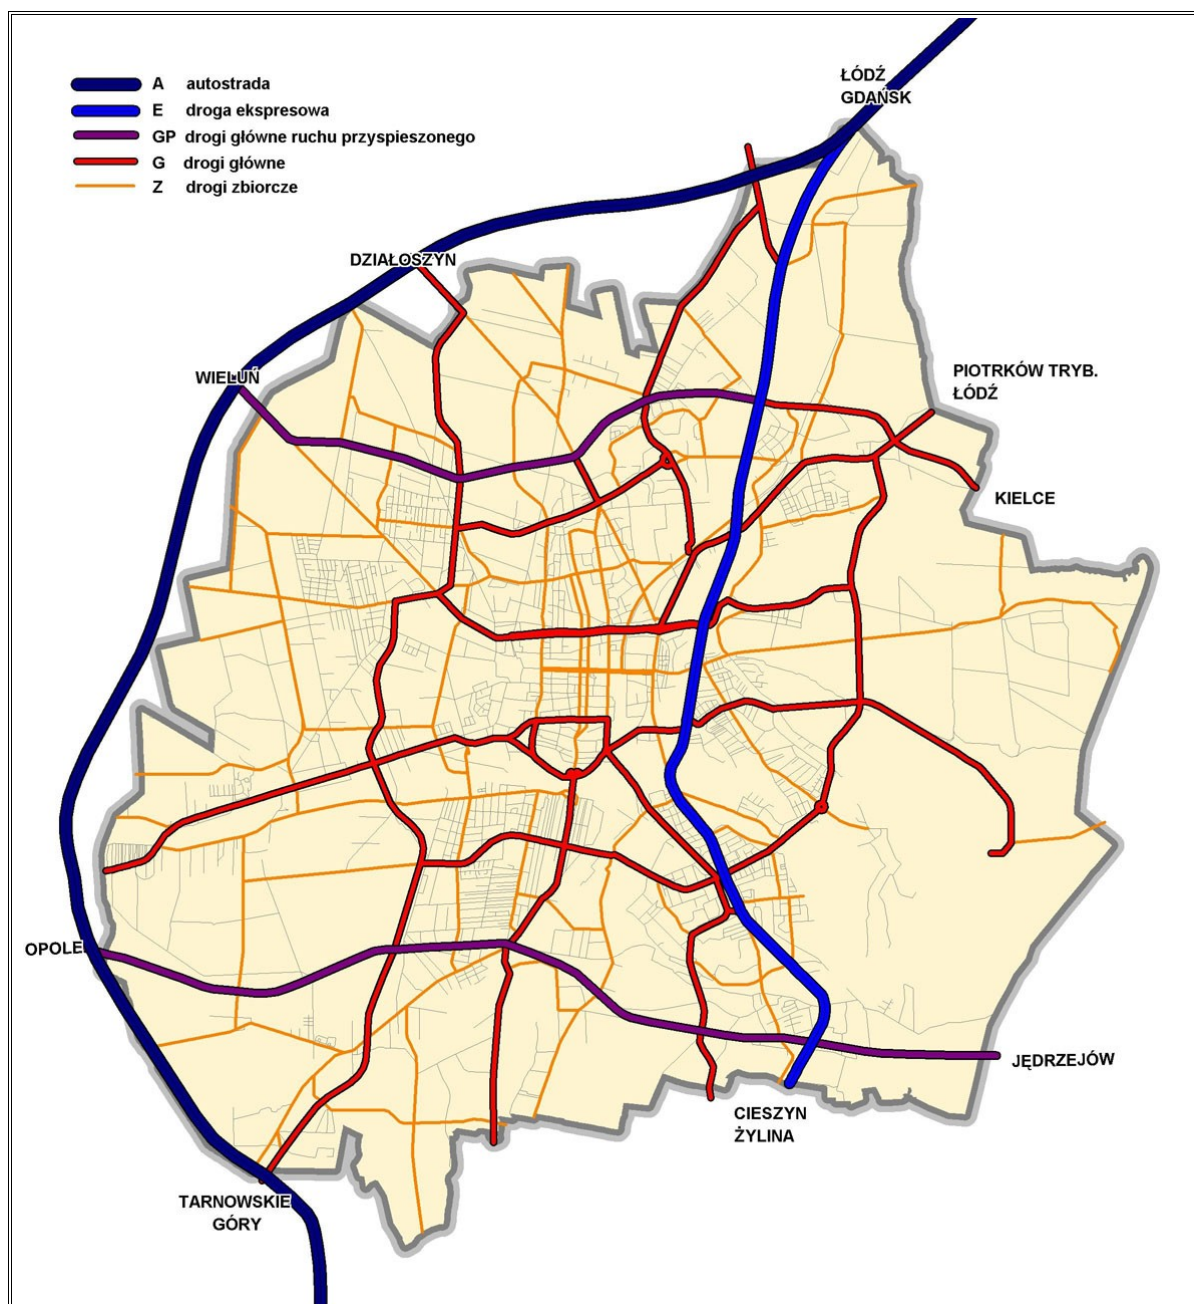 A autostrada
E droga ekspresowa
GP drogi główne ruchu przyspieszonego
G drogi główne
Z drogi zbiorcze
ŁÓDŹ
GDAŃSK
DZIAŁOSZYN
WIELUŃ
PIOTRKÓW TRYB.
ŁÓDŹ
KIELCE
OPOLE
JĘDRZEJÓW
CIESZYN
ŻYLINA
TARNOWSKIE
GÓRY